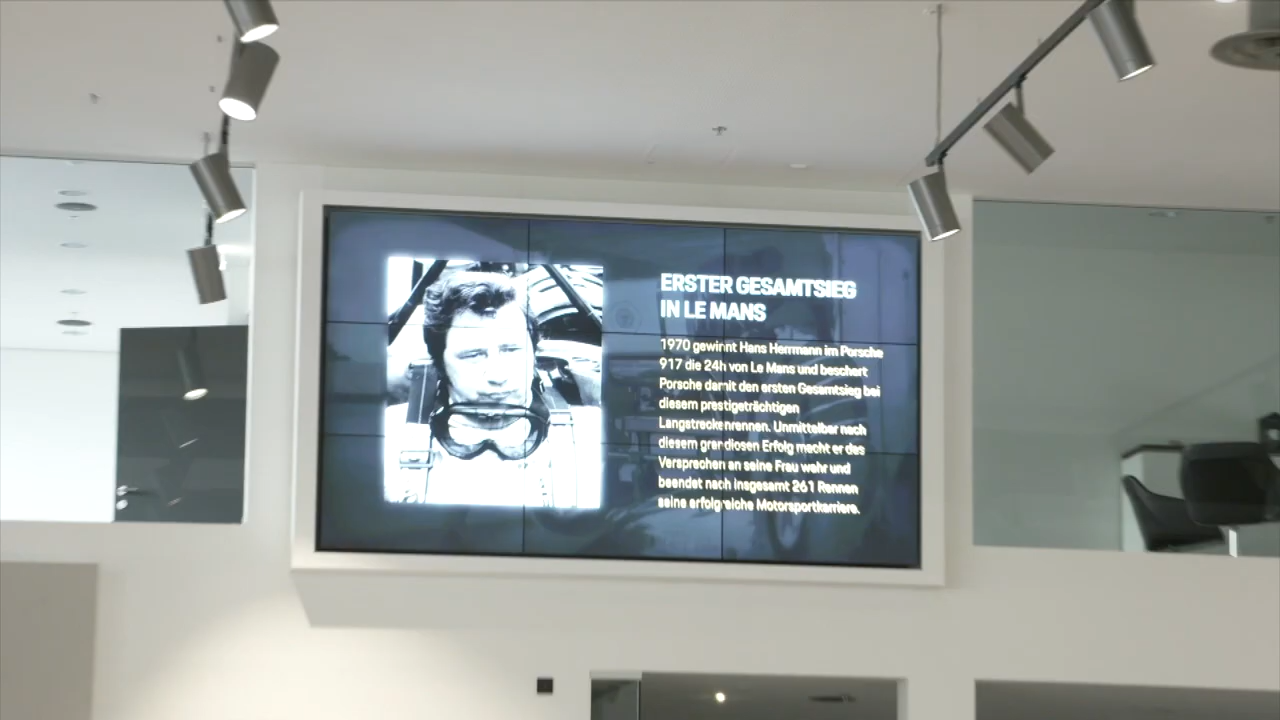 ERSTER GESAMTSIEG
IN LE MANS
1970 gewinnt Hans Herrmann im Porsche
917 die 24h von Le Mans und beschert
Porsche damit den ersten Gesamtsieg bei
diesem prestigeträchtigen
Langstreckenrennen. Unmittelbar nach
diesem grandiosen Erfolg macht er das
Versprechen an seine Frau wahr und
beendet nach insgesamt 261 Rennen
seine erfolgreiche Motorsportkarriere.